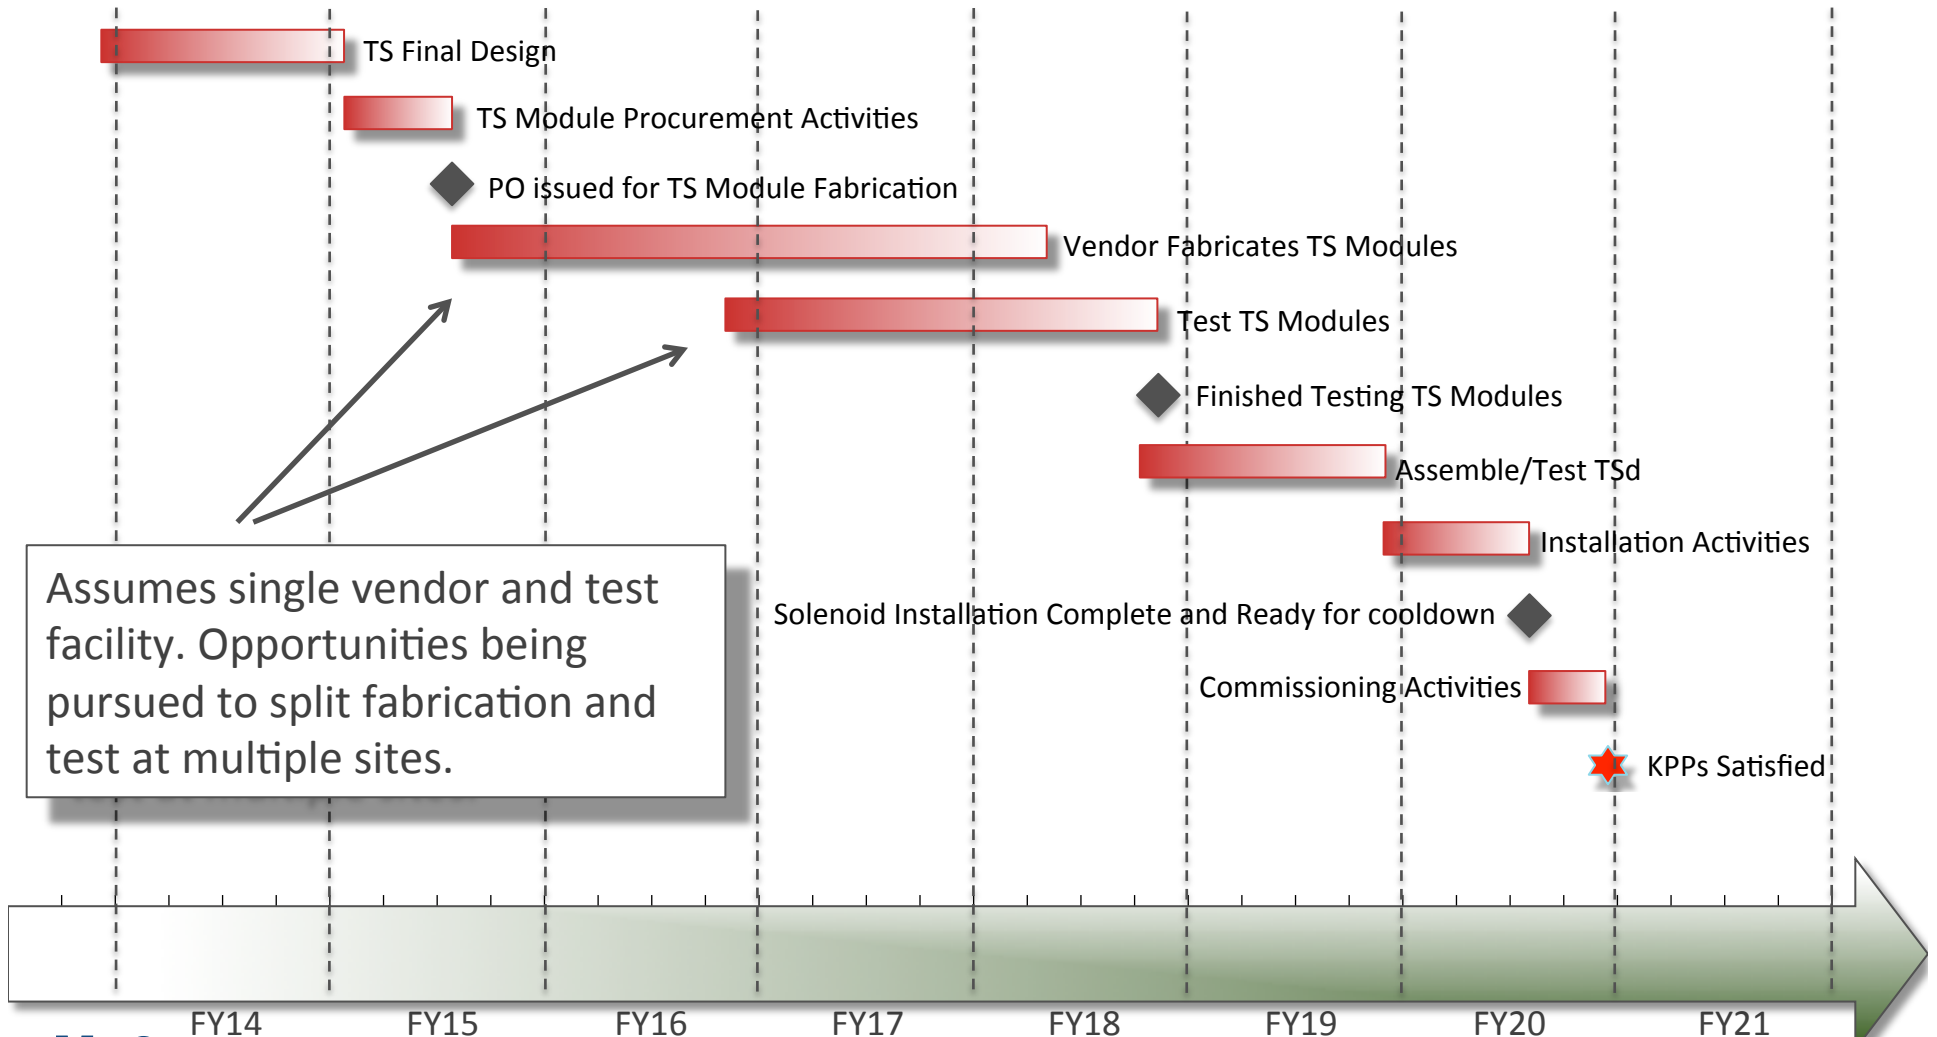 TS Final Design
TS Module Procurement Activities
PO issued for TS Module Fabrication
Vendor Fabricates TS Modules
Test TS Modules
Finished Testing TS Modules
Assemble/Test TSd
Installation Activities
Assumes single vendor and test
facility. Opportunities being
pursued to split fabrication and
test at multiple sites.
Solenoid Installation Complete and Ready for cooldown
Commissioning Activities
KPPs Satisfied
FY14 FY15 FY16 FY17 FY18 FY19 FY20 FY21